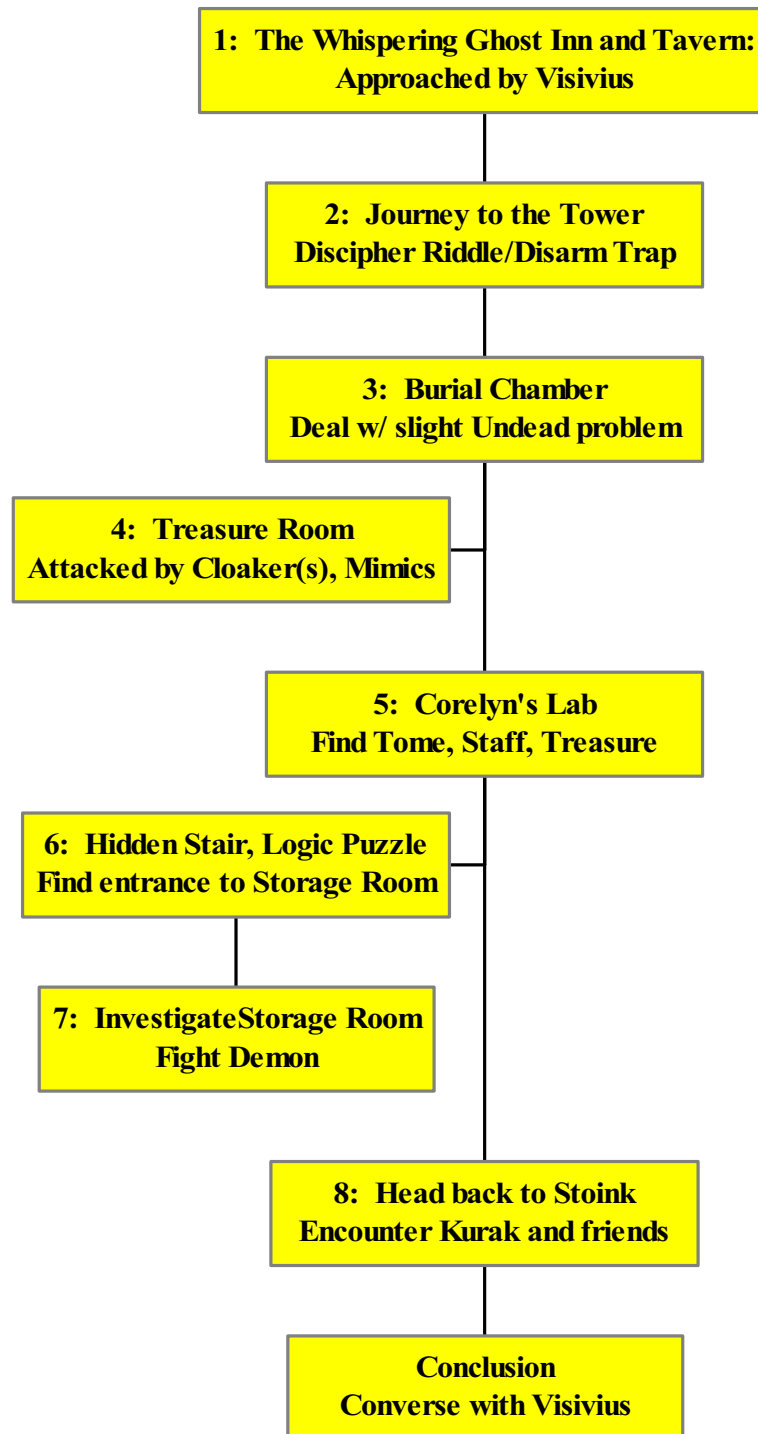 1:  The Whispering Ghost Inn and Tavern:
Approached by Visivius
2:  Journey to the Tower
Discipher Riddle/Disarm Trap
3:  Burial Chamber
Deal w/ slight Undead problem
4:  Treasure Room
Attacked by Cloaker(s), Mimics
5:  Corelyn's Lab
Find Tome, Staff, Treasure
6:  Hidden Stair, Logic Puzzle
Find entrance to Storage Room
7:  InvestigateStorage Room
Fight Demon
8:  Head back to Stoink
Encounter Kurak and friends
Conclusion
Converse with Visivius